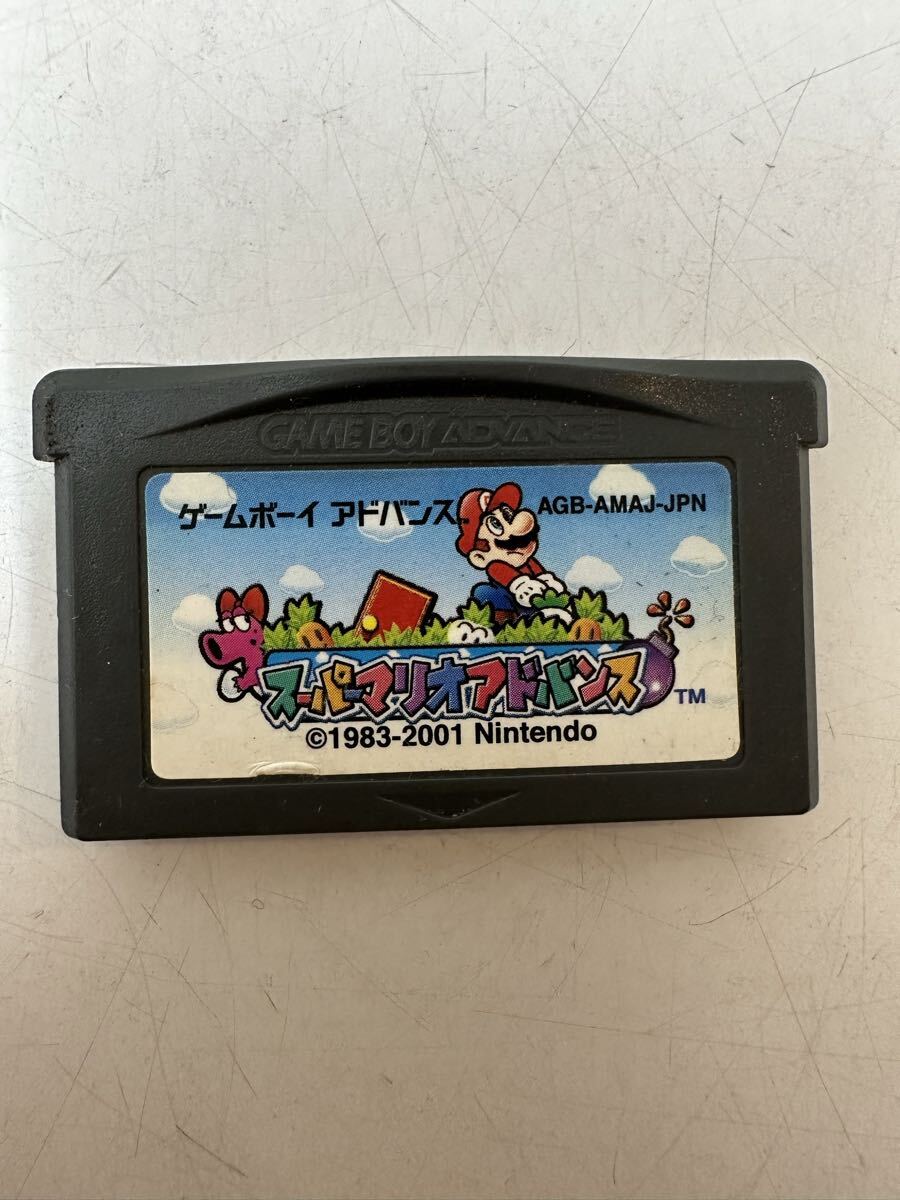 GAME BOY ADVANCE
ゲームボーイ アドバンス
AGB-AMAJ-JPN
スーパーマリオアドバンス
TM
©1983-2001 Nintendo